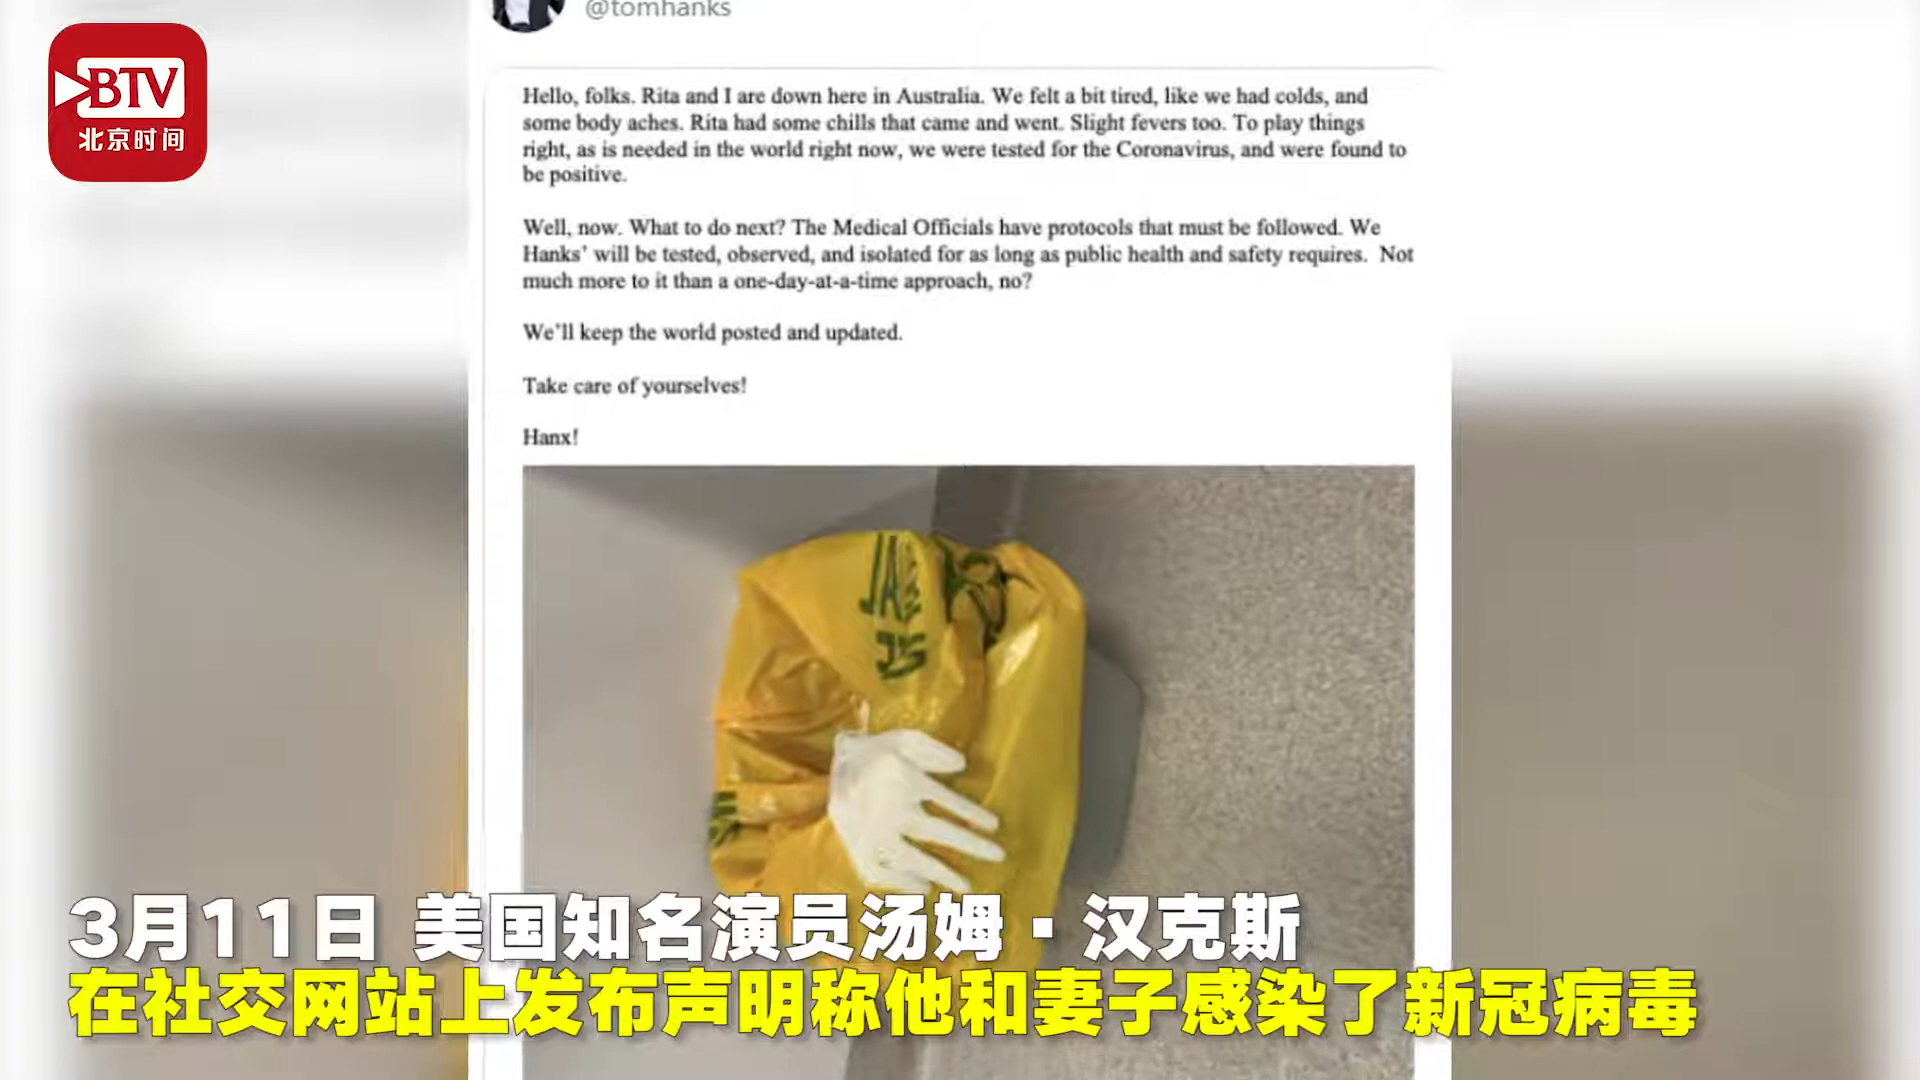 @tomhanks
BTV
北京时间
Hello, folks. Rita and I are down here in Australia. We felt a bit tired, like we had colds, and
some body aches. Rita had some chills that came and went. Slight fevers too. To play things
right, as is needed in the world right now, we were tested for the Coronavirus, and were found to
be positive.
Well, now. What to do next? The Medical Officials have protocols that must be followed. We
Hanks’ will be tested, observed, and isolated for as long as public health and safety requires. Not
much more to it than a one-day-at-a-time approach, no?
We’ll keep the world posted and updated.
Take care of yourselves!
Hanx!
3月11日 美国知名演员汤姆·汉克斯
在社交网站上发布声明称他和妻子感染了新冠病毒